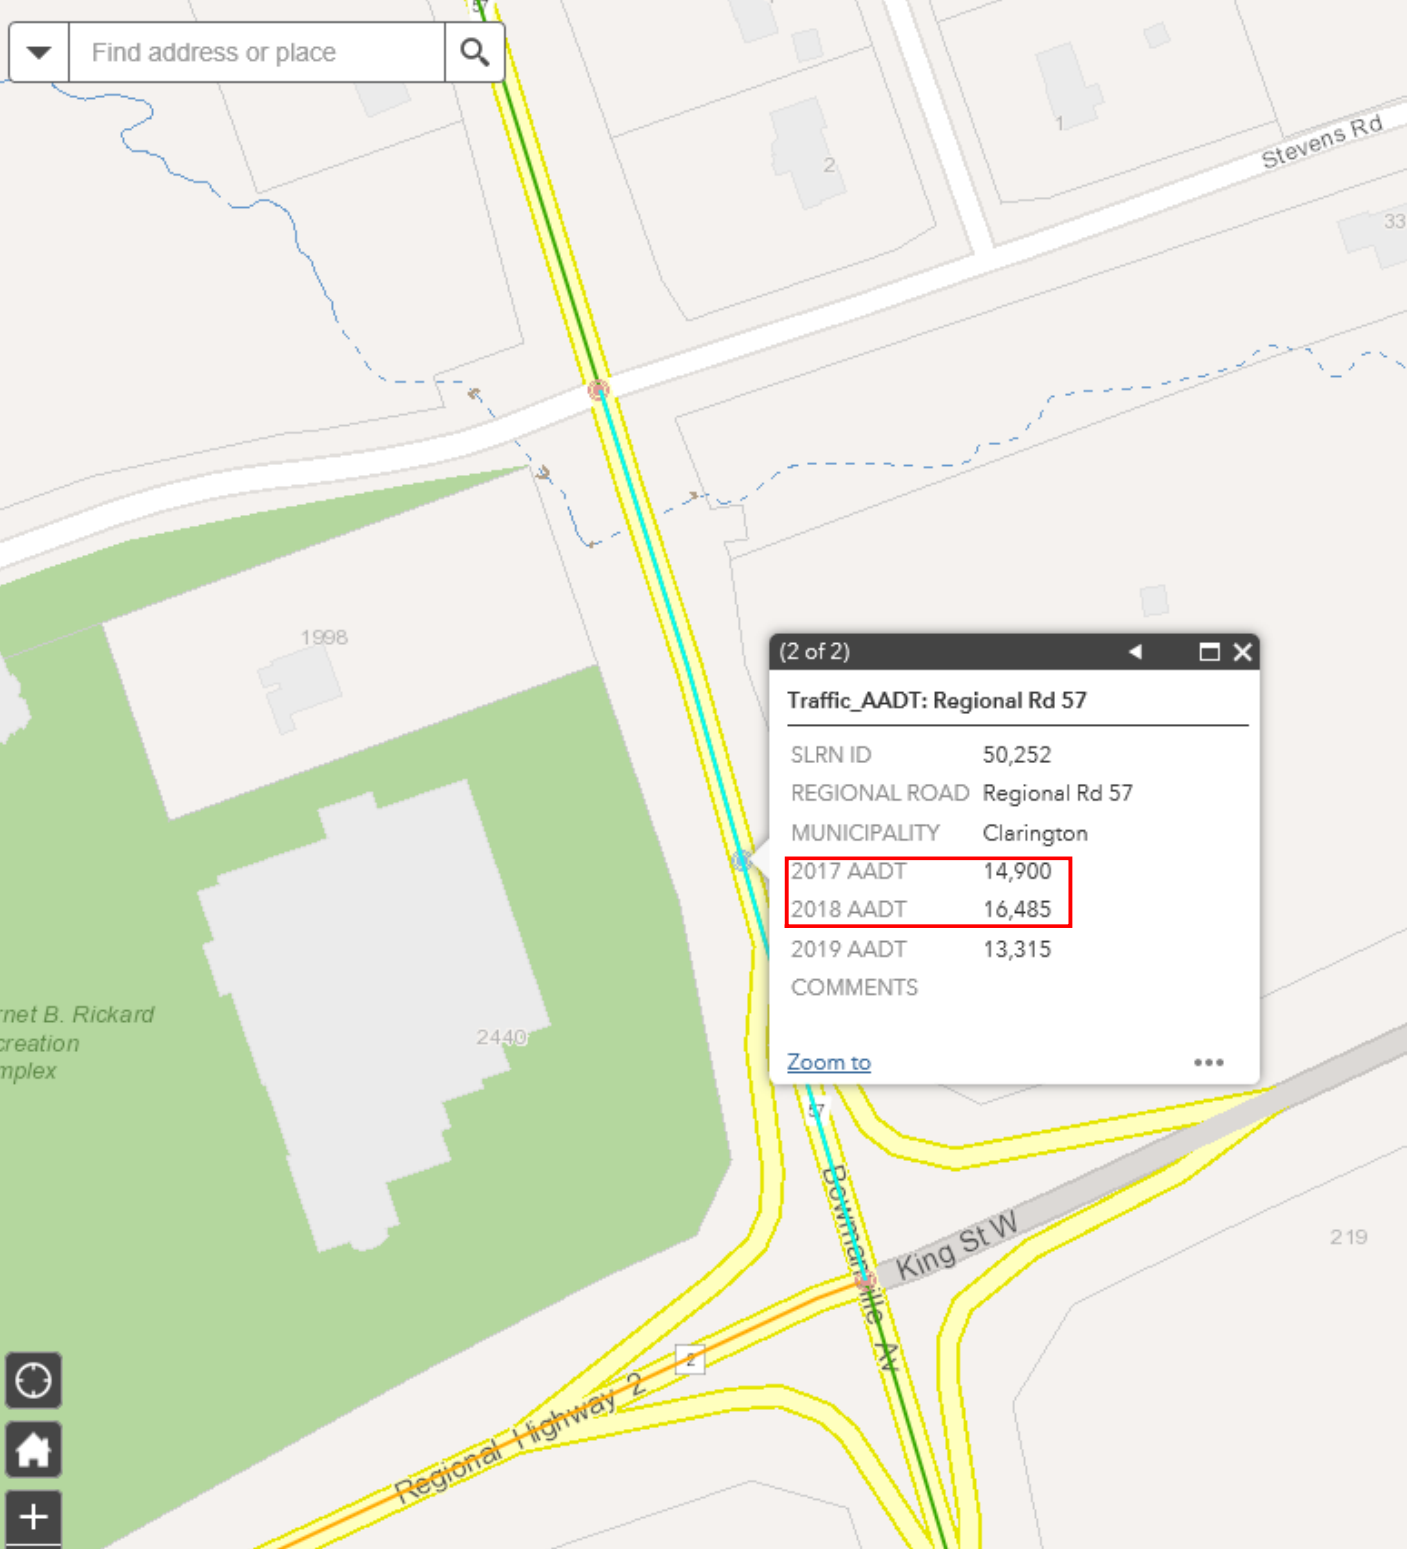 57
Find address or place
Stevens Rd
1
2
33
1998
(2 of 2)
Traffic_AADT: Regional Rd 57
SLRN ID 50,252
REGIONAL ROAD Regional Rd 57
MUNICIPALITY Clarington
2017 AADT 14,900
2018 AADT 16,485
2019 AADT 13,315
COMMENTS
Zoom to
rnet B. Rickard
creation
mplex
2440
57
Bowmanville Av
King St W
219
2
Regional Highway 2